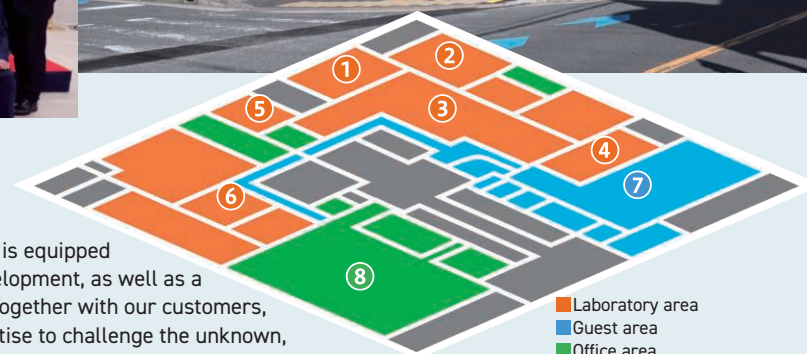 ①
②
③
④
⑤
⑥
⑦
⑧
is equipped
elopment, as well as a
ogether with our customers,
tise to challenge the unknown,
Laboratory area
Guest area
Office area